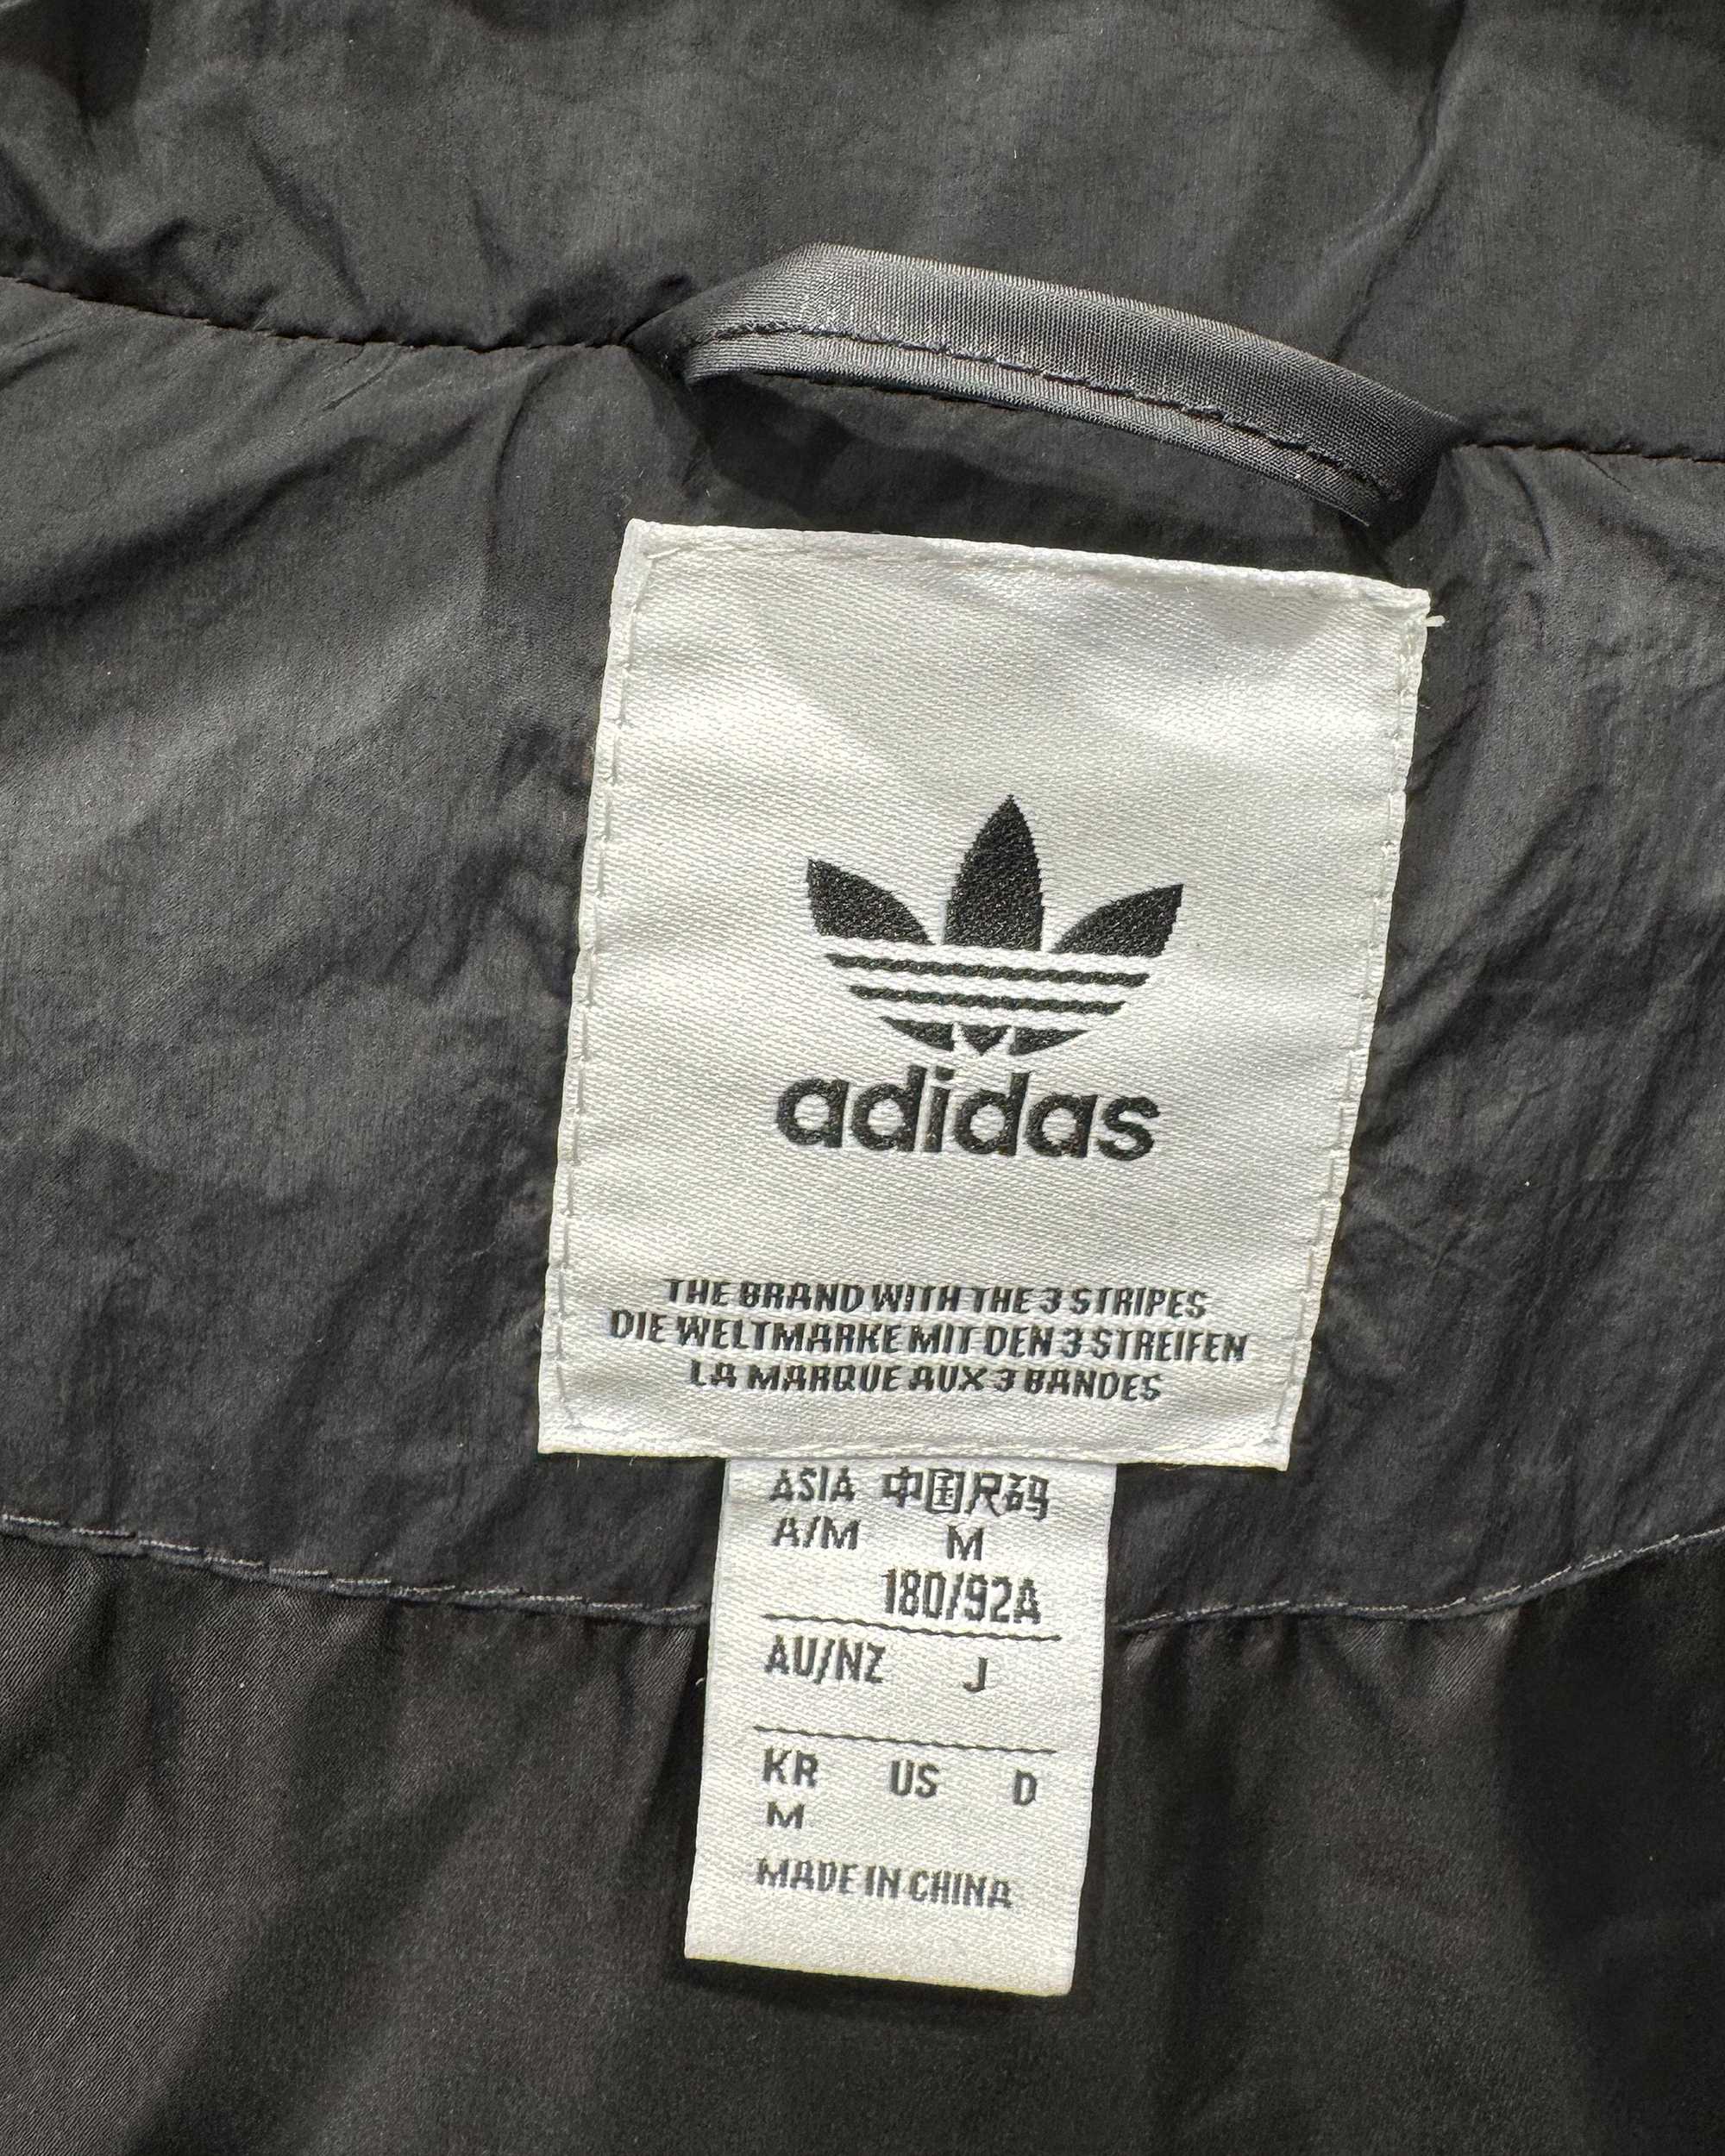 adidas
THE BRAND WITH THE 3 STRIPES
DIE WELTMARKE MIT DEN 3 STREIFEN
LA MARQUE AUX 3 BANDES
ASIA 中国尺码
A/M M
180/92A
AU/NZ J
KR US D
M
MADE IN CHINA